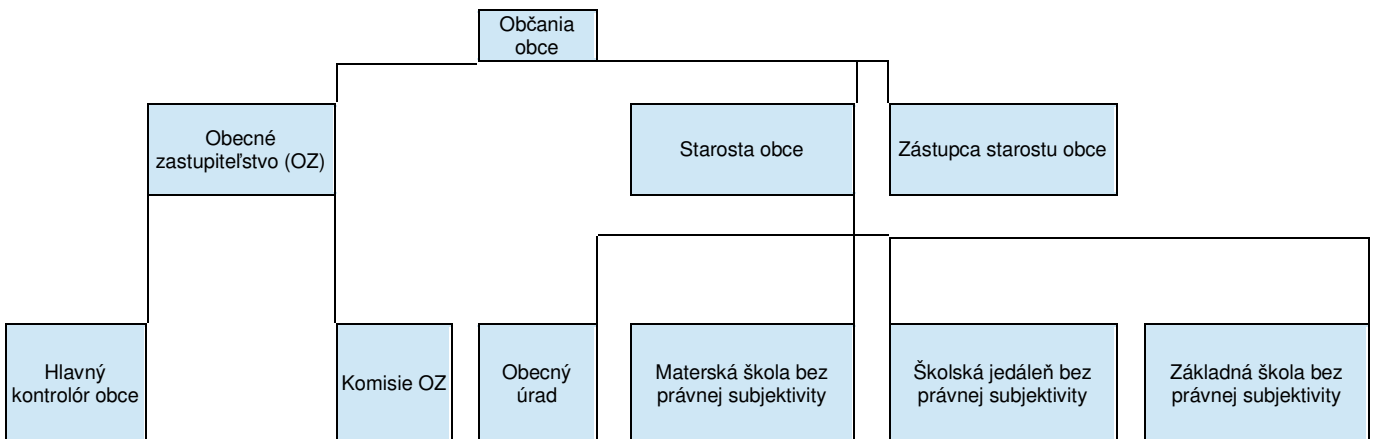 Občania
obce
Obecné
zastupiteľstvo (OZ)
Starosta obce
Zástupca starostu obce
Hlavný
kontrolór obce
Komisie OZ
Obecný
úrad
Materská škola bez
právnej subjektivity
Školská jedáleň bez
právnej subjektivity
Základná škola bez
právnej subjektivity